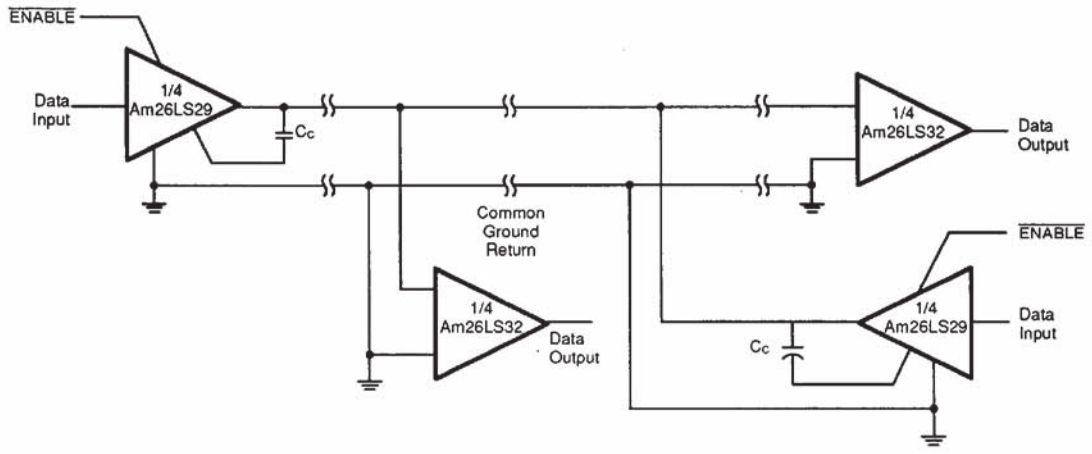 ENABLE
1/4
Am26LS29
Data
Input
Cc
1/4
Am26LS32
Data
Output
Common
Ground
Return
ENABLE
1/4
Am26LS32
Data
Output
1/4
Am26LS29
Data
Input
Cc